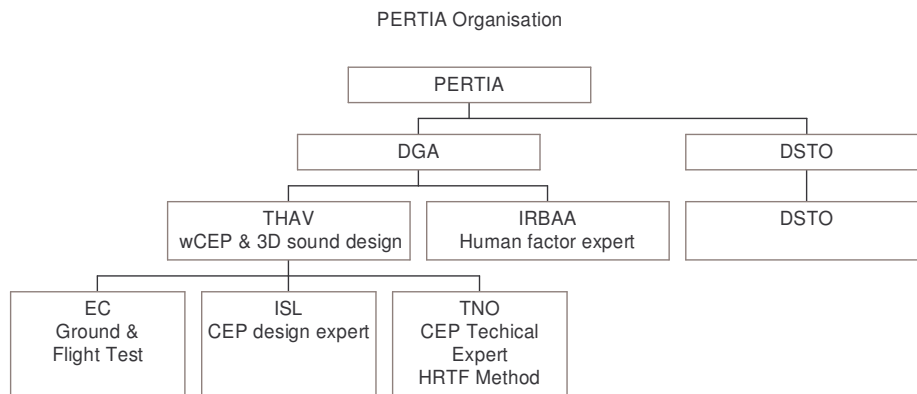 PERTIA Organisation
PERTIA
DGA
DSTO
THAV
wCEP & 3D sound design
IRBAA
Human factor expert
DSTO
EC
Ground &
Flight Test
ISL
CEP design expert
TNO
CEP Techical
Expert
HRTF Method